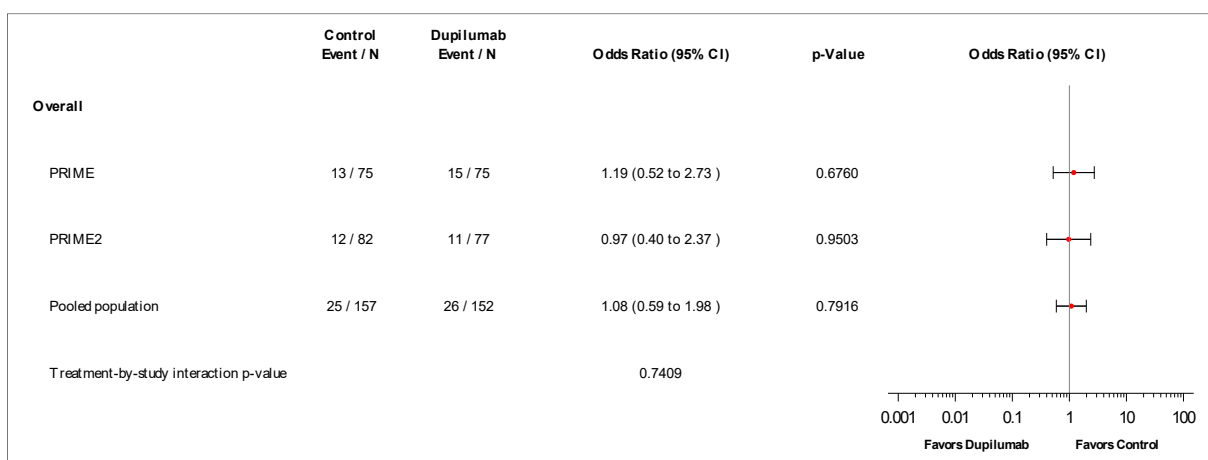 Control Dupilumab
Event / N Event / N Odds Ratio (95% CI) p-Value Odds Ratio (95% CI)
Overall
PRIME 13 / 75 15 / 75 1.19 (0.52 to 2.73 ) 0.6760
PRIME2 12 / 82 11 / 77 0.97 (0.40 to 2.37 ) 0.9503
Pooled population 25 / 157 26 / 152 1.08 (0.59 to 1.98 ) 0.7916
Treatment-by-study interaction p-value 0.7409
0.001 0.01 0.1 1 10 100
Favors Dupilumab Favors Control